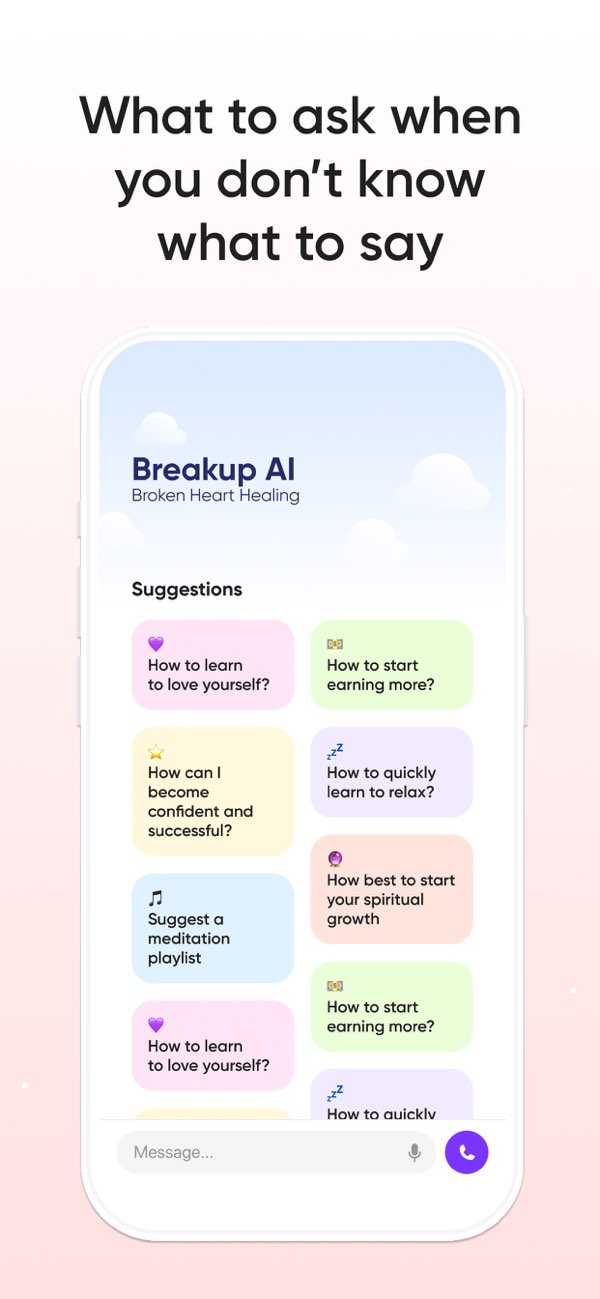 What to ask when
you don’t know
what to say
Breakup AI
Broken Heart Healing
Suggestions
How to learn
to love yourself?
How can I
become
confident and
successful?
Suggest a
meditation
playlist
How to learn
to love yourself?
How to start
earning more?
zzZ
How to quickly
learn to relax?
How best to start
your spiritual
growth
How to start
earning more?
zzZ
How to quickly
Message...